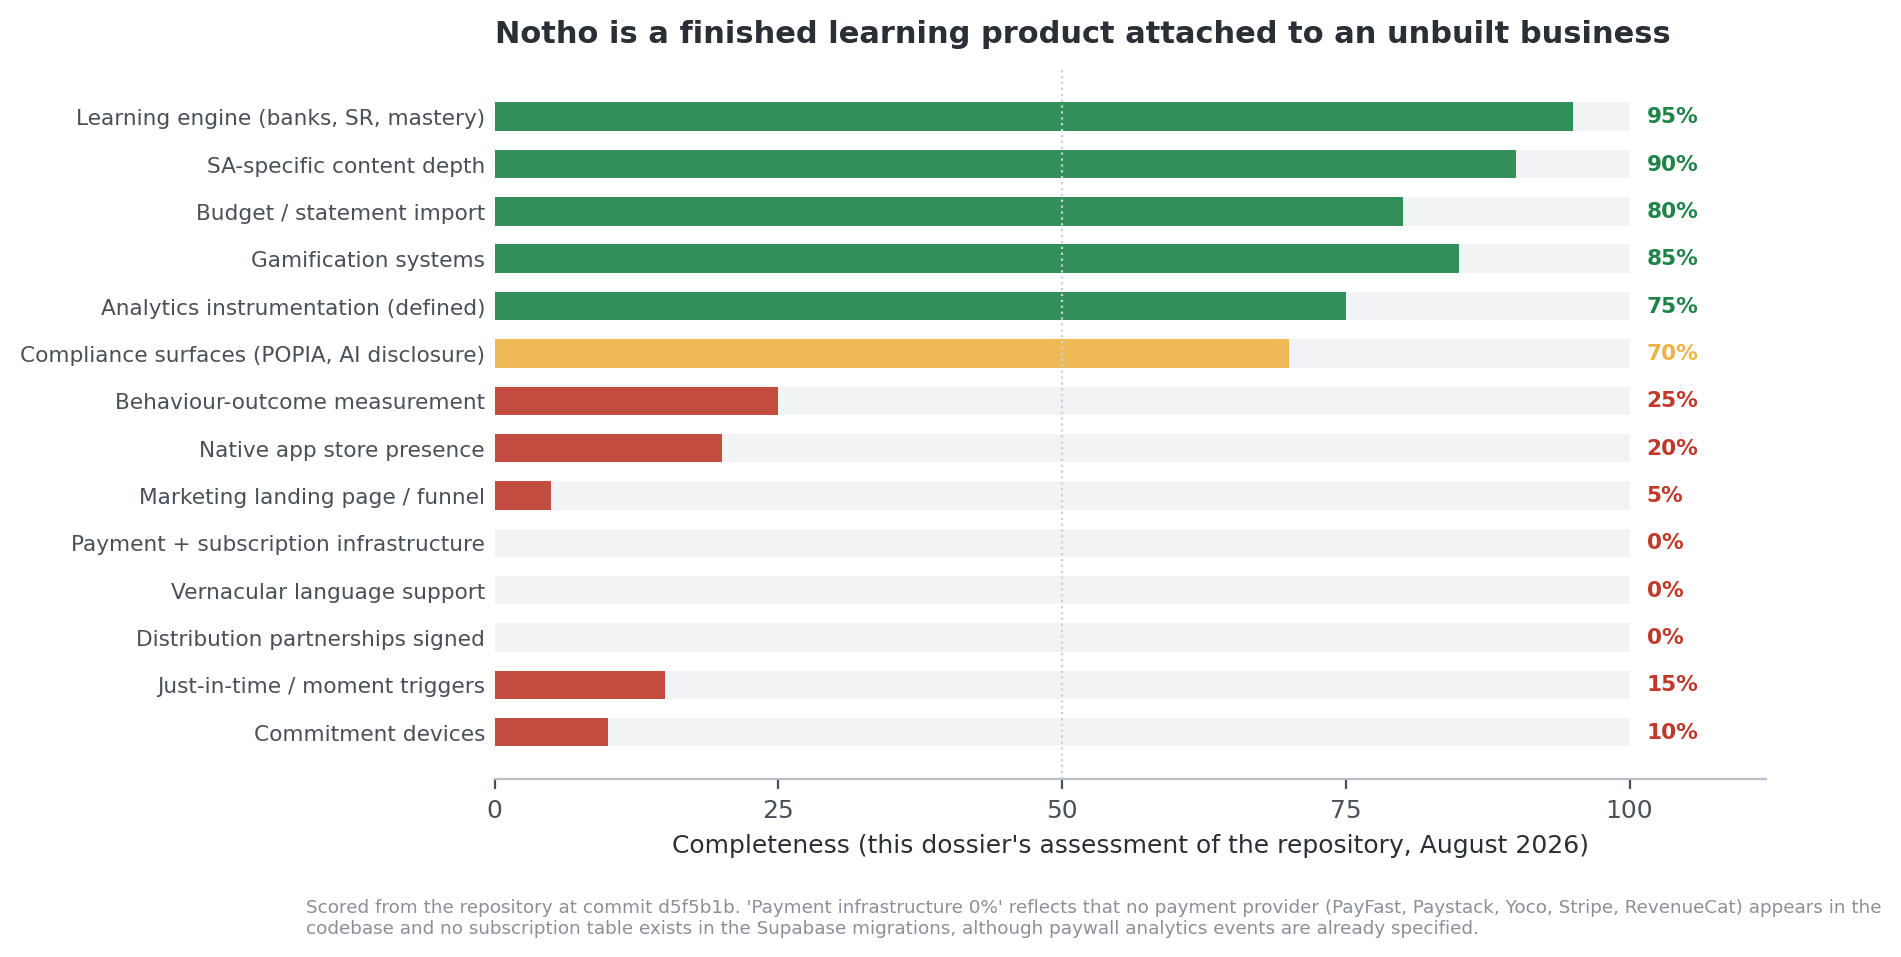 Notho is a finished learning product attached to an unbuilt business
Learning engine (banks, SR, mastery) 95%
SA-specific content depth 90%
Budget / statement import 80%
Gamification systems 85%
Analytics instrumentation (defined) 75%
Compliance surfaces (POPIA, AI disclosure) 70%
Behaviour-outcome measurement 25%
Native app store presence 20%
Marketing landing page / funnel 5%
Payment + subscription infrastructure 0%
Vernacular language support 0%
Distribution partnerships signed 0%
Just-in-time / moment triggers 15%
Commitment devices 10%
0 25 50 75 100
Completeness (this dossier's assessment of the repository, August 2026)
Scored from the repository at commit d5f5b1b. 'Payment infrastructure 0%' reflects that no payment provider (PayFast, Paystack, Yoco, Stripe, RevenueCat) appears in the
codebase and no subscription table exists in the Supabase migrations, although paywall analytics events are already specified.